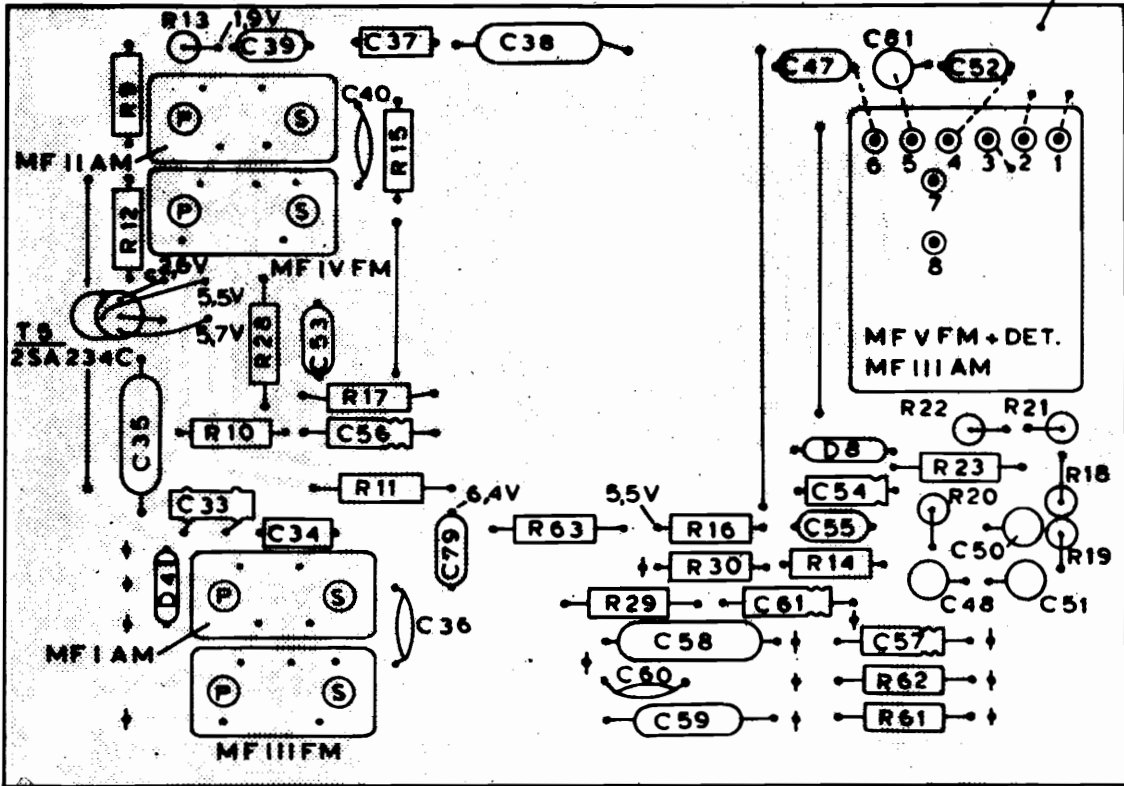 R13 1,9V C39 C37 C38 C47 C81 C52
R9 C40 R15
P S
MF II AM
6 5 4 3 2 1
7
R12 P S
8
MF IV FM
2,6V
5,5V
5,7V
T5
2SA234C
R28 C53
MF V FM + DET.
MF III AM
R17
C35 R10 C56
R22 R21
D8 R23
R11 C54 R20 R18
C33 6,4V 5,5V
C34 C79 R63 R16 C55 C50 R19
D4 R30 R14
P S C36 R29 C61 C48 C51
MF I AM C58 C57
P S C60 R62
C59 R61
MF III FM